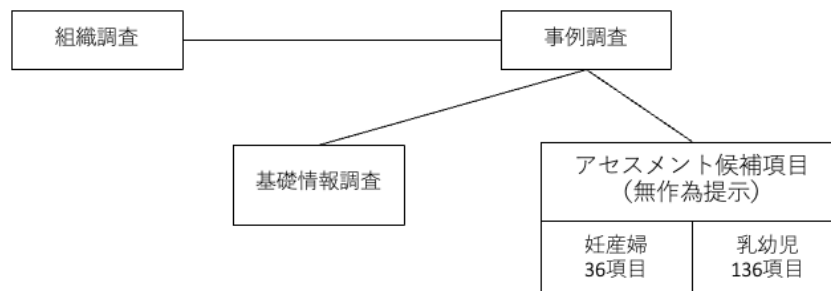 組織調査
事例調査
基礎情報調査
アセスメント候補項目
（無作為提示）
妊産婦
36項目
乳幼児
136項目